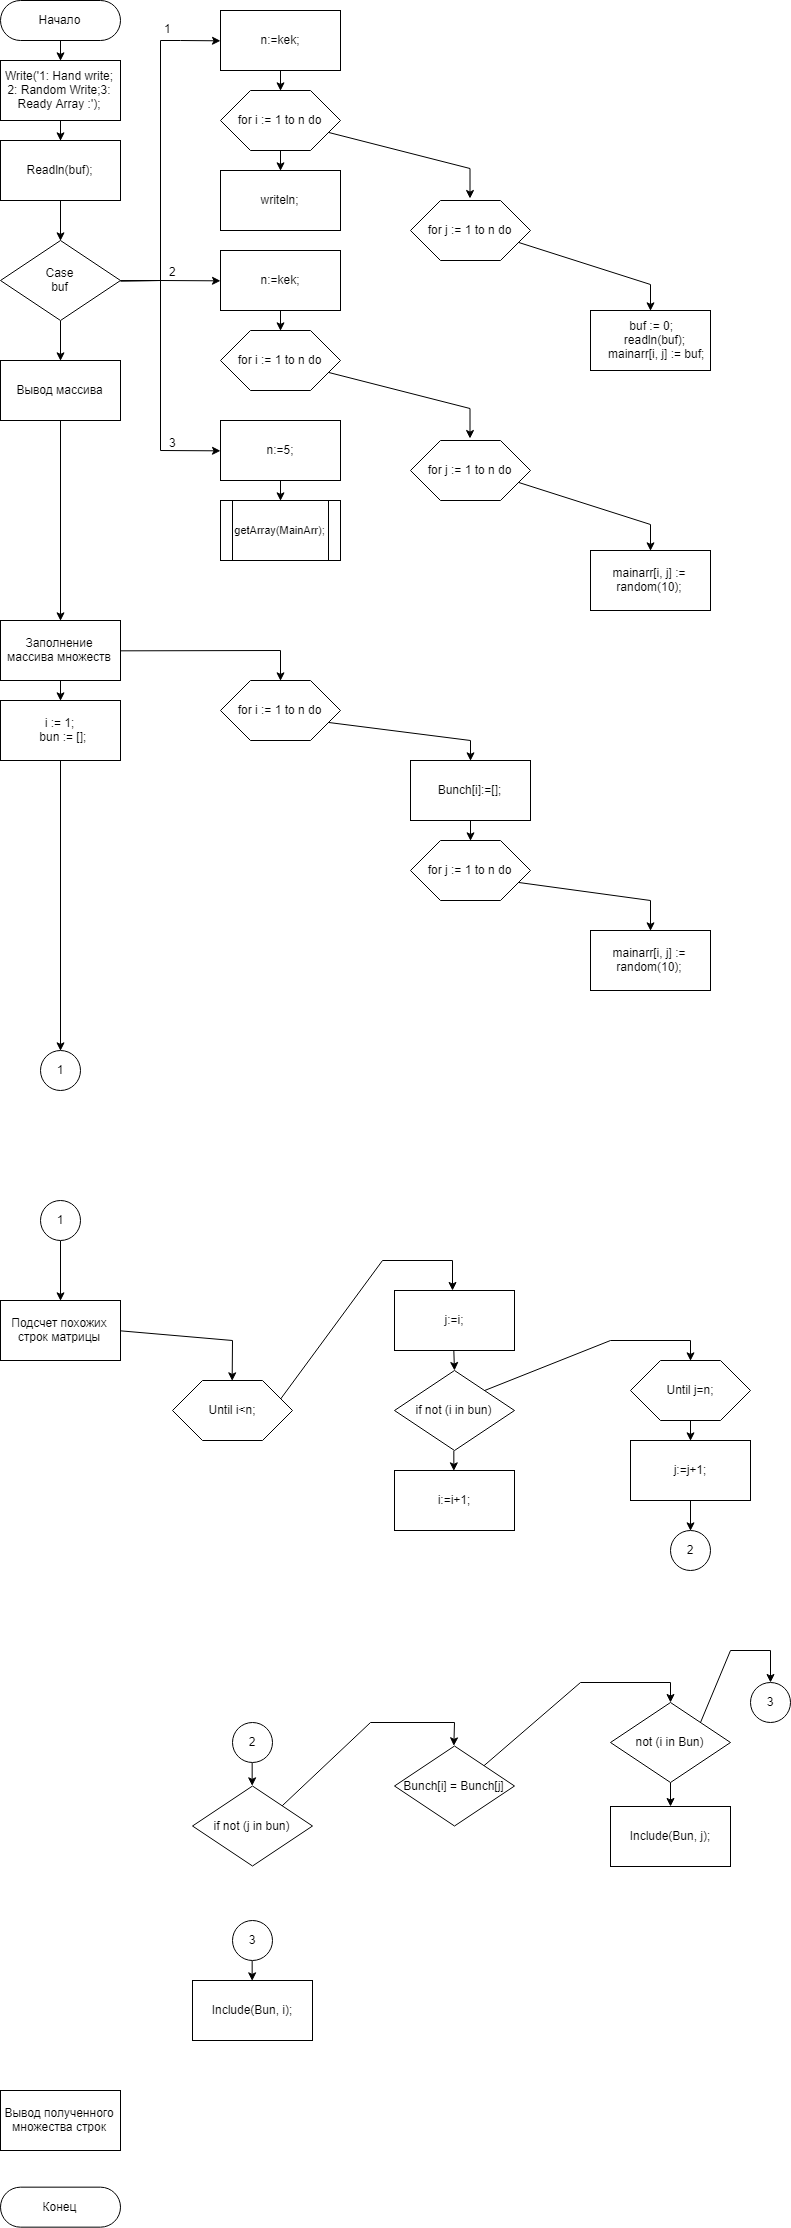 Начало
Write('1: Hand write;
2: Random Write;3:
Ready Array :');
Readln(buf);
Case
buf
1
n:=kek;
for i := 1 to n do
writeln;
for j := 1 to n do
buf := 0;
readln(buf);
mainarr[i, j] := buf;
2
n:=kek;
for i := 1 to n do
for j := 1 to n do
mainarr[i, j] :=
random(10);
3
n:=5;
getArray(MainArr);
Вывод массива
Заполнение
массива множеств
for i := 1 to n do
Bunch[i]:=[];
for j := 1 to n do
mainarr[i, j] :=
random(10);
i := 1;
bun := [];
1
1
Подсчет похожих
строк матрицы
Until i<n;
j:=i;
if not (i in bun)
i:=i+1;
Until j=n;
j:=j+1;
2
2
if not (j in bun)
Bunch[i] = Bunch[j]
not (i in Bun)
Include(Bun, j);
3
3
Include(Bun, i);
Вывод полученного
множества строк
Конец